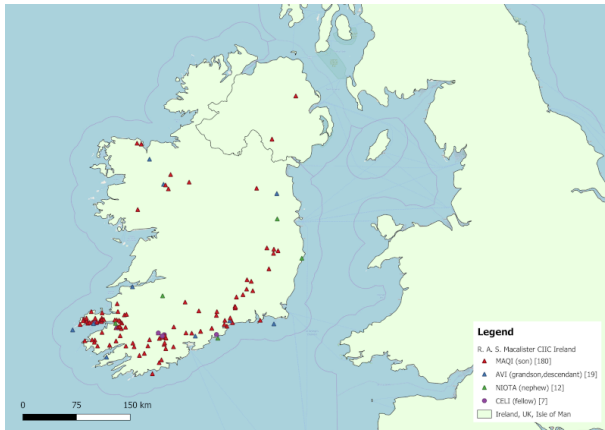 Legend
R. A. S. Macalister CIIC Ireland
MAQI (son) [180]
AVI (grandson,descendant) [19]
NIOTA (nephew) [12]
CELI (fellow) [7]
Ireland, UK, Isle of Man
0 75 150 km